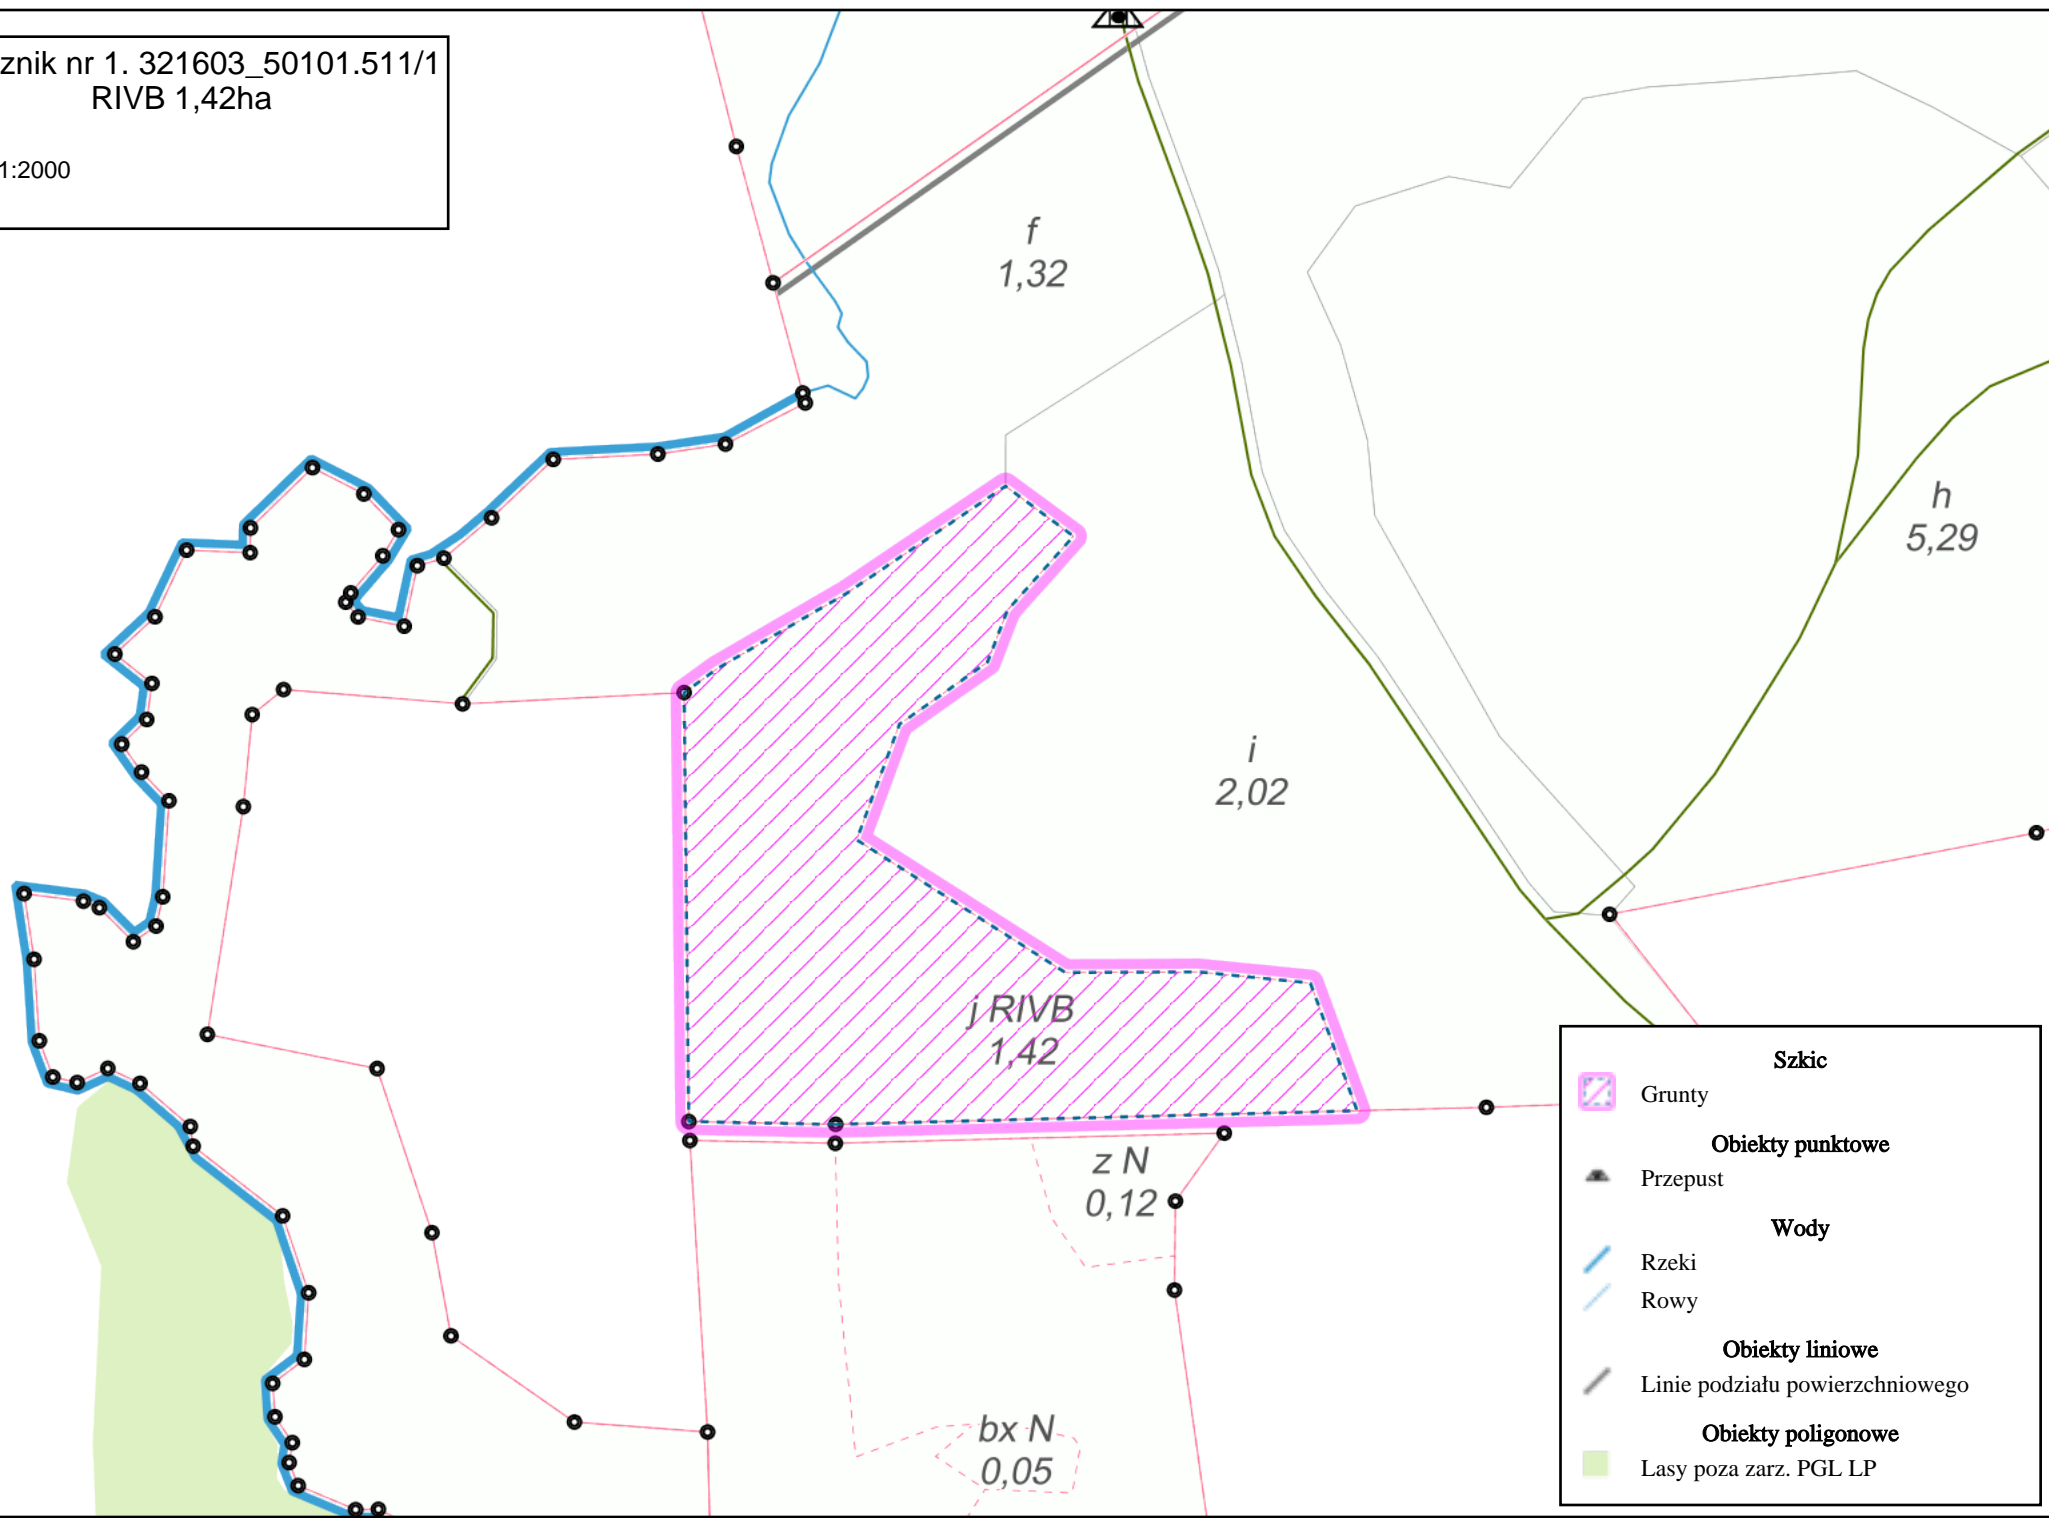 znik nr 1. 321603_50101.511/1
RIVB 1,42ha
1:2000
f
1,32
h
5,29
i
2,02
j RIVB
1,42
z N
0,12
bx N
0,05
Szkic
Grunty
Obiekty punktowe
Przepust
Wody
Rzeki
Rowy
Obiekty liniowe
Linie podziału powierzchniowego
Obiekty poligonowe
Lasy poza zarz. PGL LP